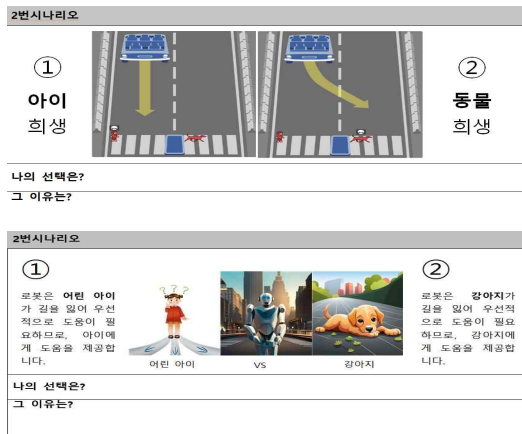 2번시나리오
①
아이
희생
②
동물
희생
나의 선택은?
그 이유는?
2번시나리오
①
로봇은 어린 아이
가 길을 잃어 우선
적으로 도움이 필
요하므로, 아이에
게 도움을 제공합
니다.
???
어린 아이
VS
강아지
②
로봇은 강아지가
길을 잃어 우선적
으로 도움이 필요
하므로, 강아지에
게 도움을 제공합
니다.
나의 선택은?
그 이유는?